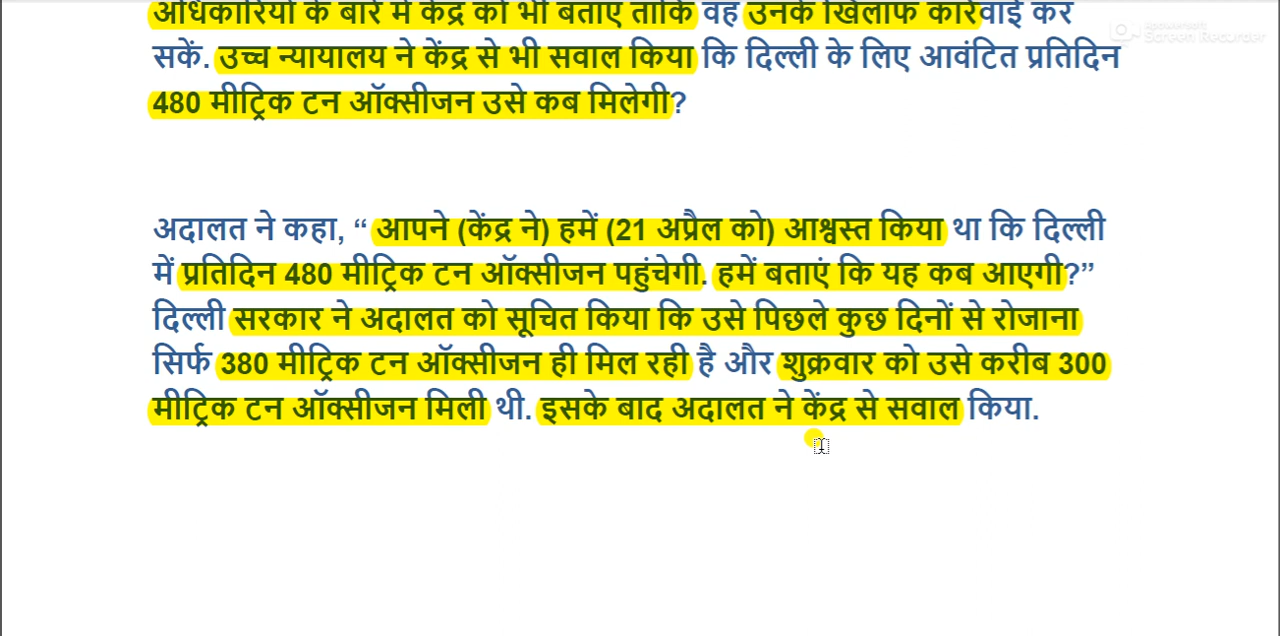 अधिकारियों के बारे में केंद्र को भी बताए ताकि वह उनके खिलाफ कार्रवाई कर
सकें. उच्च न्यायालय ने केंद्र से भी सवाल किया कि दिल्ली के लिए आवंटित प्रतिदिन
480 मीट्रिक टन ऑक्सीजन उसे कब मिलेगी?
अदालत ने कहा, “ आपने (केंद्र ने) हमें (21 अप्रैल को) आश्वस्त किया था कि दिल्ली
में प्रतिदिन 480 मीट्रिक टन ऑक्सीजन पहुंचेगी. हमें बताएं कि यह कब आएगी?”
दिल्ली सरकार ने अदालत को सूचित किया कि उसे पिछले कुछ दिनों से रोजाना
सिर्फ 380 मीट्रिक टन ऑक्सीजन ही मिल रही है और शुक्रवार को उसे करीब 300
मीट्रिक टन ऑक्सीजन मिली थी. इसके बाद अदालत ने केंद्र से सवाल किया.
Apowersoft
Screen Recorder